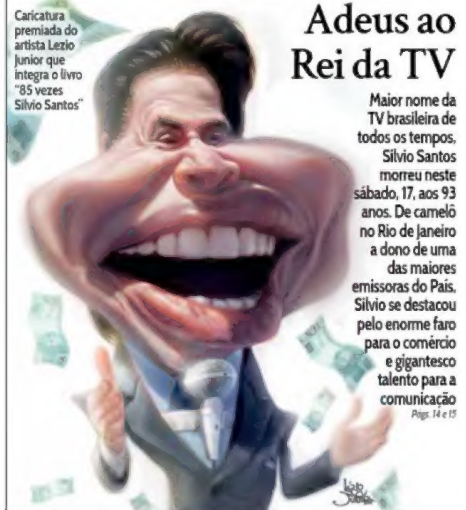 Caricatura
premiada do
artista Lezio
Junior que
integra o livro
"85 vezes
Silvio Santos"
Adeus ao
Rei da TV
Maior nome da
TV brasileira de
todos os tempos,
Silvio Santos
morreu neste
sábado, 17, aos 93
anos. De camelô
no Rio de Janeiro
a dono de uma
das maiores
emissoras do País,
Silvio se destacou
pelo enorme faro
para o comércio
e gigantesco
talento para a
comunicação
Págs. 14 e 15